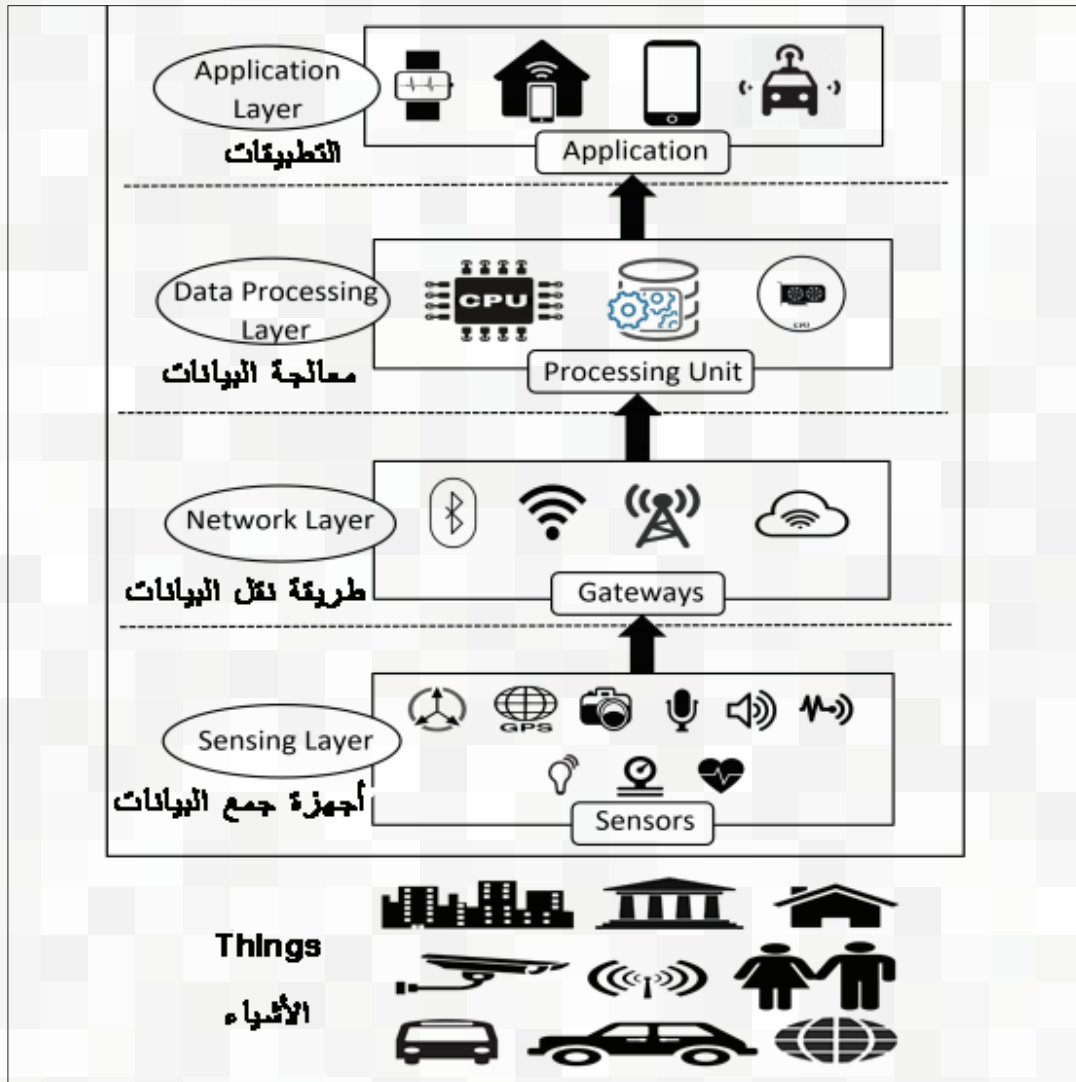 Application
Layer
التطبيقات
Application
Data Processing
Layer
معالجة البيانات
CPU
CPU
Processing Unit
Network Layer
طريقة نقل البيانات
Gateways
Sensing Layer
أجهزة جمع البيانات
GPS
Sensors
Things
الأشياء